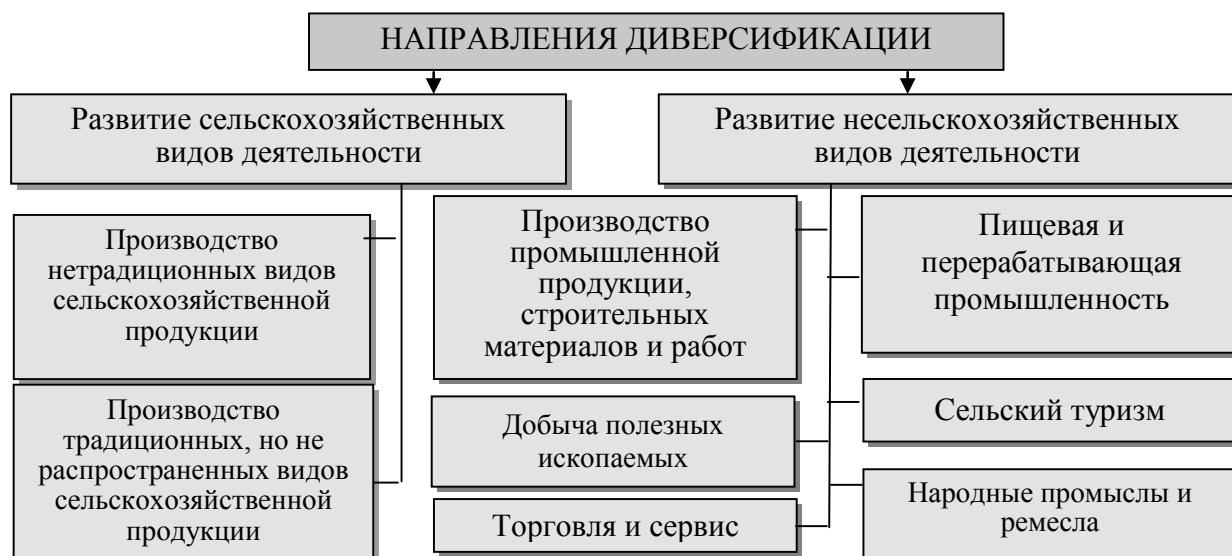 НАПРАВЛЕНИЯ ДИВЕРСИФИКАЦИИ
Развитие сельскохозяйственных
видов деятельности
Развитие несельскохозяйственных
видов деятельности
Производство
нетрадиционных видов
сельскохозяйственной
продукции
Производство
традиционных, но не
распространенных видов
сельскохозяйственной
продукции
Производство
промышленной
продукции,
строительных
материалов и работ
Добыча полезных
ископаемых
Торговля и сервис
Пищевая и
перерабатывающая
промышленность
Сельский туризм
Народные промыслы и
ремесла